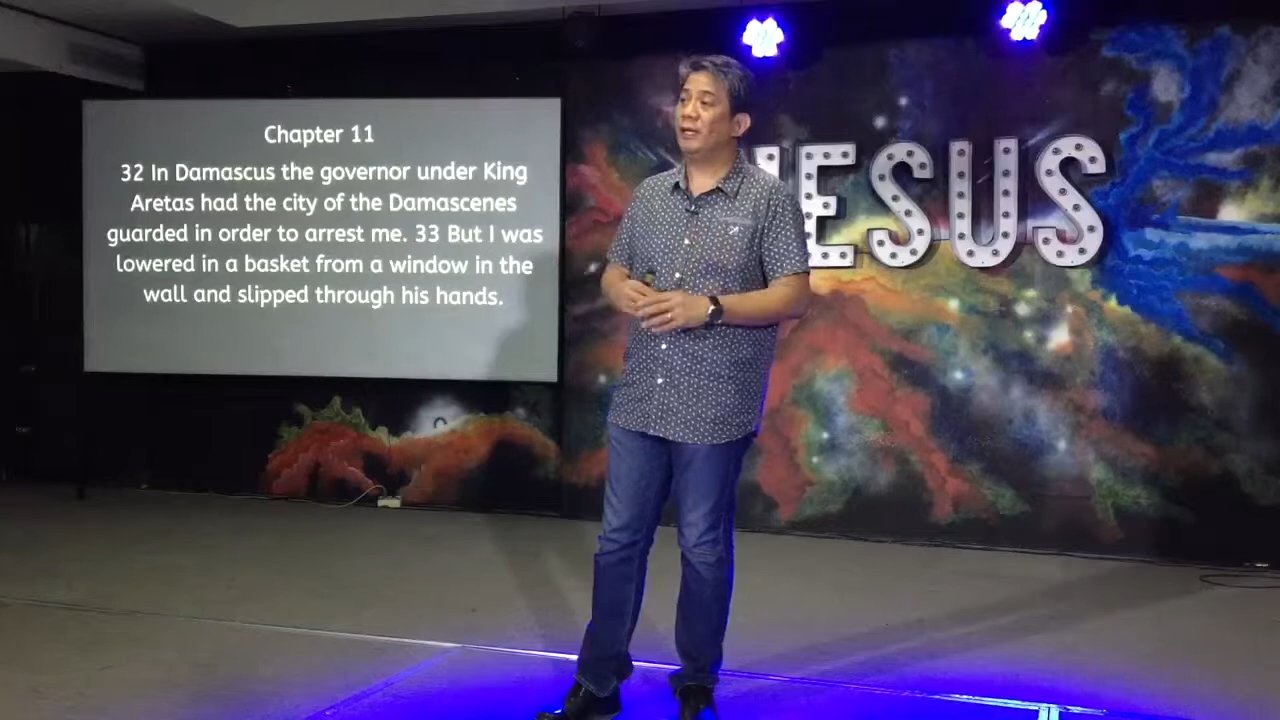 Chapter 11
32 In Damascus the governor under King
Aretas had the city of the Damascenes
guarded in order to arrest me. 33 But I was
lowered in a basket from a window in the
wall and slipped through his hands.
JESUS